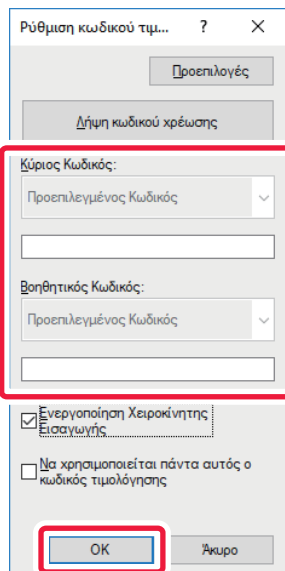 Ρύθμιση κωδικού τιμ... ?
Προεπιλογές
Λήψη κωδικού χρέωσης
Κύριος Κωδικός:
Προεπιλεγμένος Κωδικός
Βοηθητικός Κωδικός:
Προεπιλεγμένος Κωδικός
Ενεργοποίηση Χειροκίνητης
Εισαγωγής
Να χρησιμοποιείται πάντα αυτός ο
κωδικός τιμολόγησης
OK Άκυρο